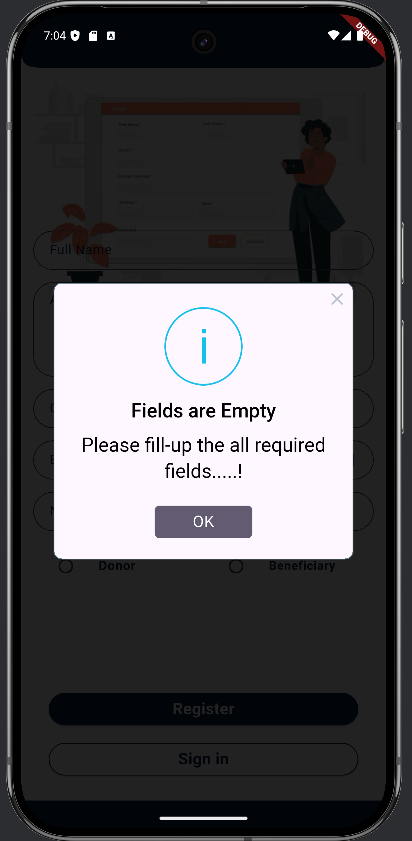 7:04
DEBUG
Full Name
i
Fields are Empty
Please fill-up the all required
fields.....!
OK
Donor
Beneficiary
Register
Sign in